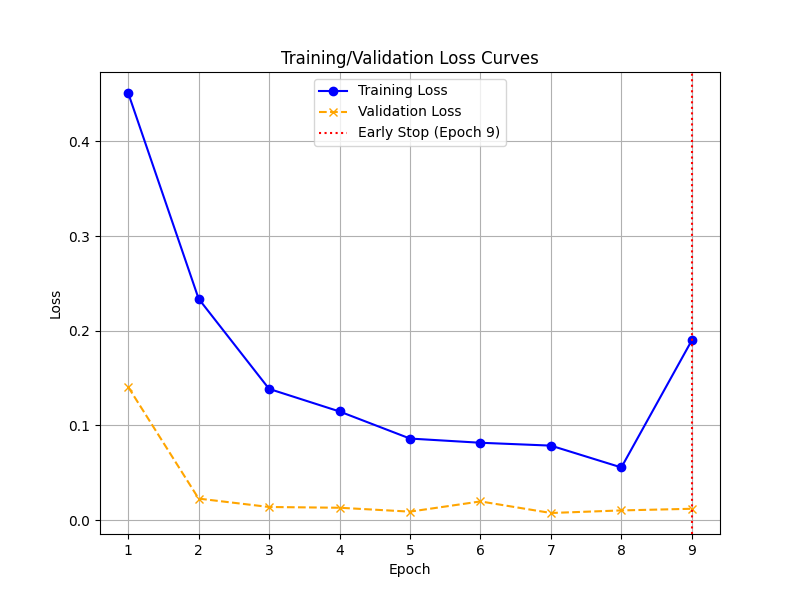 Training/Validation Loss Curves
Training Loss
Validation Loss
Early Stop (Epoch 9)
Loss
0.4
0.3
0.2
0.1
0.0
1 2 3 4 5 6 7 8 9
Epoch